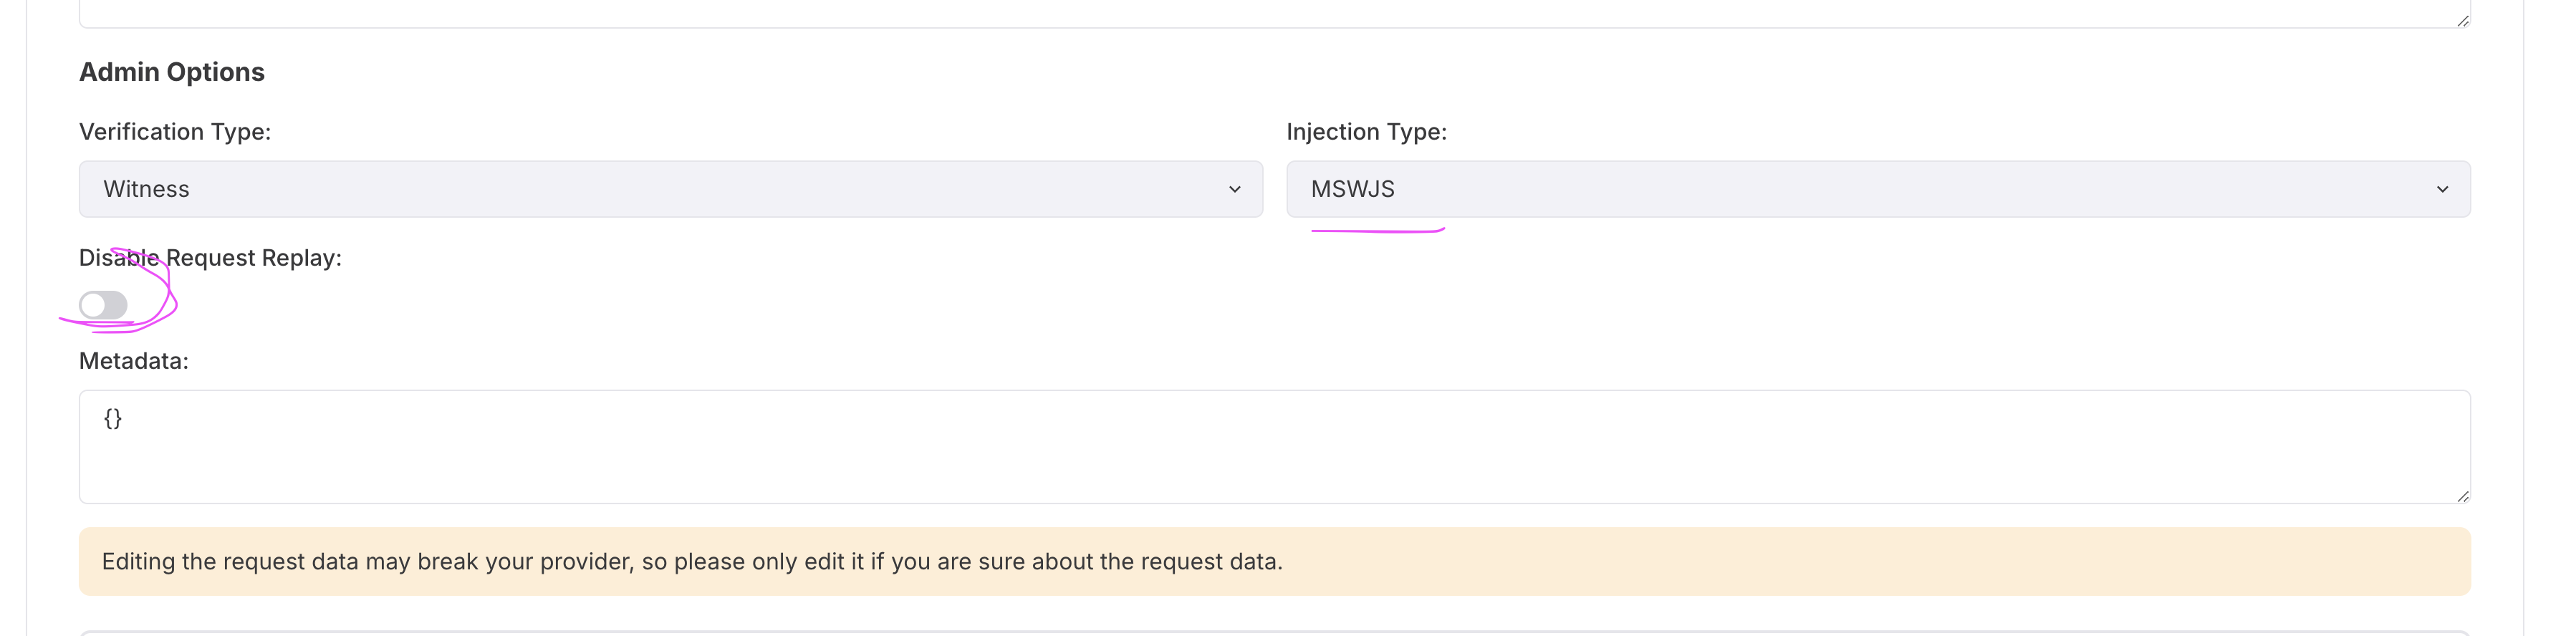 Admin Options
Verification Type: Injection Type:
Witness MSWJS
Disable Request Replay:
Metadata:
{}
Editing the request data may break your provider, so please only edit it if you are sure about the request data.